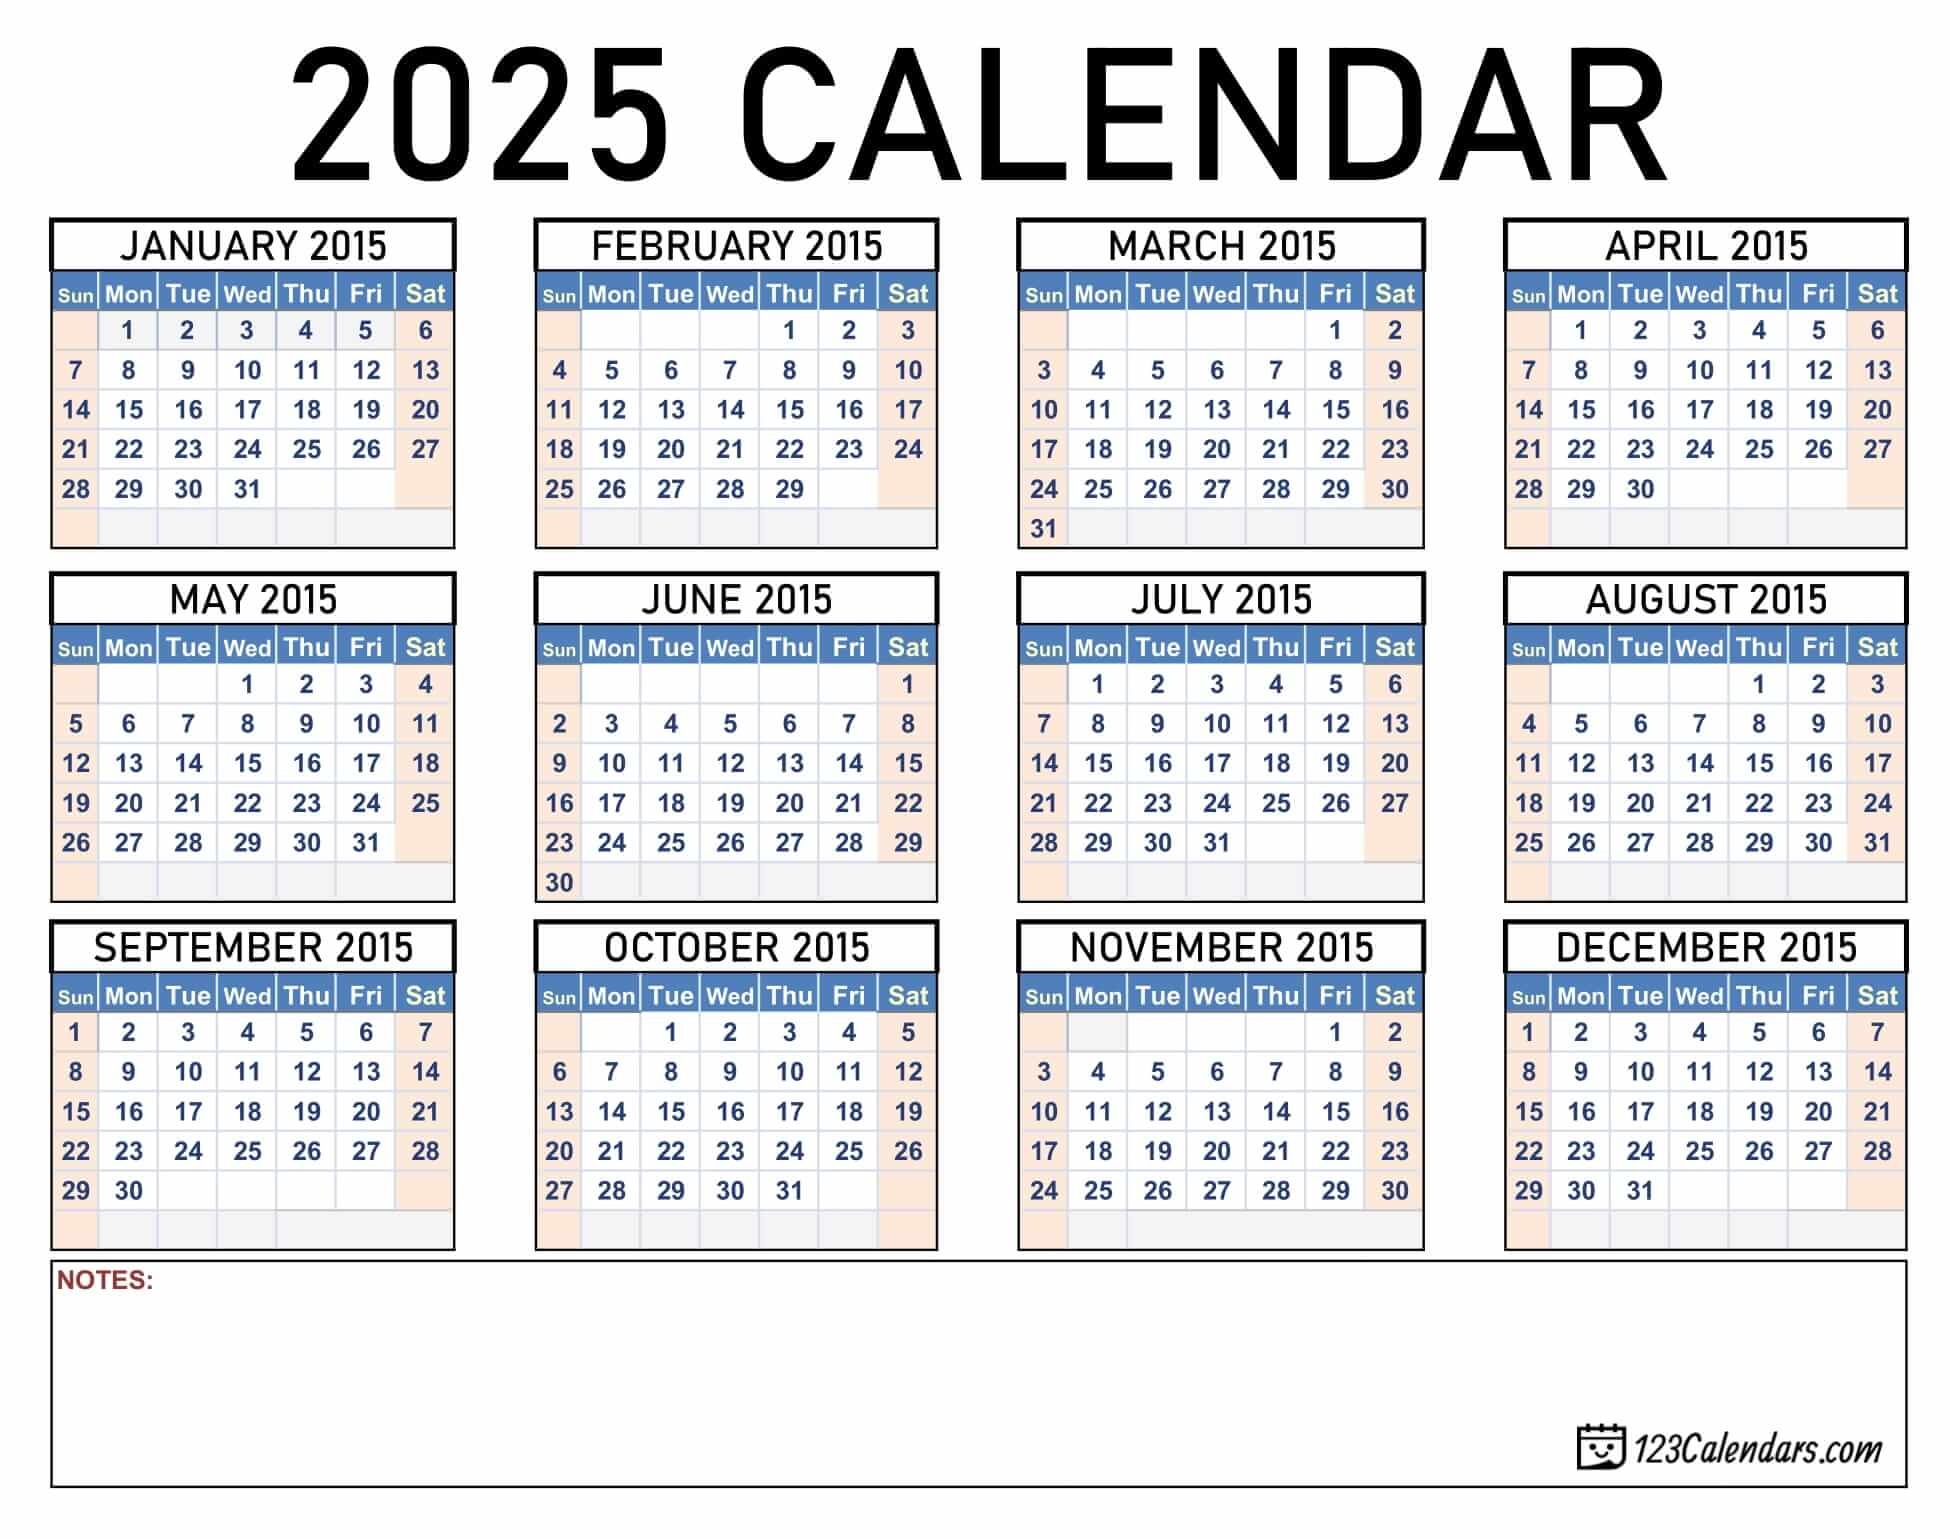 2025 CALENDAR
JANUARY 2015
Sun Mon Tue Wed Thu Fri Sat
1 2 3 4 5 6
7 8 9 10 11 12 13
14 15 16 17 18 19 20
21 22 23 24 25 26 27
28 29 30 31
FEBRUARY 2015
Sun Mon Tue Wed Thu Fri Sat
1 2 3
4 5 6 7 8 9 10
11 12 13 14 15 16 17
18 19 20 21 22 23 24
25 26 27 28 29
MARCH 2015
Sun Mon Tue Wed Thu Fri Sat
1 2
3 4 5 6 7 8 9
10 11 12 13 14 15 16
17 18 19 20 21 22 23
24 25 26 27 28 29 30
31
APRIL 2015
Sun Mon Tue Wed Thu Fri Sat
1 2 3 4 5 6
7 8 9 10 11 12 13
14 15 16 17 18 19 20
21 22 23 24 25 26 27
28 29 30
MAY 2015
Sun Mon Tue Wed Thu Fri Sat
1 2 3 4
5 6 7 8 9 10 11
12 13 14 15 16 17 18
19 20 21 22 23 24 25
26 27 28 29 30 31
JUNE 2015
Sun Mon Tue Wed Thu Fri Sat
1
2 3 4 5 6 7 8
9 10 11 12 13 14 15
16 17 18 19 20 21 22
23 24 25 26 27 28 29
30
JULY 2015
Sun Mon Tue Wed Thu Fri Sat
1 2 3 4 5 6
7 8 9 10 11 12 13
14 15 16 17 18 19 20
21 22 23 24 25 26 27
28 29 30 31
AUGUST 2015
Sun Mon Tue Wed Thu Fri Sat
1 2 3
4 5 6 7 8 9 10
11 12 13 14 15 16 17
18 19 20 21 22 23 24
25 26 27 28 29 30 31
SEPTEMBER 2015
Sun Mon Tue Wed Thu Fri Sat
1 2 3 4 5 6 7
8 9 10 11 12 13 14
15 16 17 18 19 20 21
22 23 24 25 26 27 28
29 30
OCTOBER 2015
Sun Mon Tue Wed Thu Fri Sat
1 2 3 4 5
6 7 8 9 10 11 12
13 14 15 16 17 18 19
20 21 22 23 24 25 26
27 28 29 30 31
NOVEMBER 2015
Sun Mon Tue Wed Thu Fri Sat
1 2
3 4 5 6 7 8 9
10 11 12 13 14 15 16
17 18 19 20 21 22 23
24 25 26 27 28 29 30
DECEMBER 2015
Sun Mon Tue Wed Thu Fri Sat
1 2 3 4 5 6 7
8 9 10 11 12 13 14
15 16 17 18 19 20 21
22 23 24 25 26 27 28
29 30 31
NOTES:
123Calendars.com